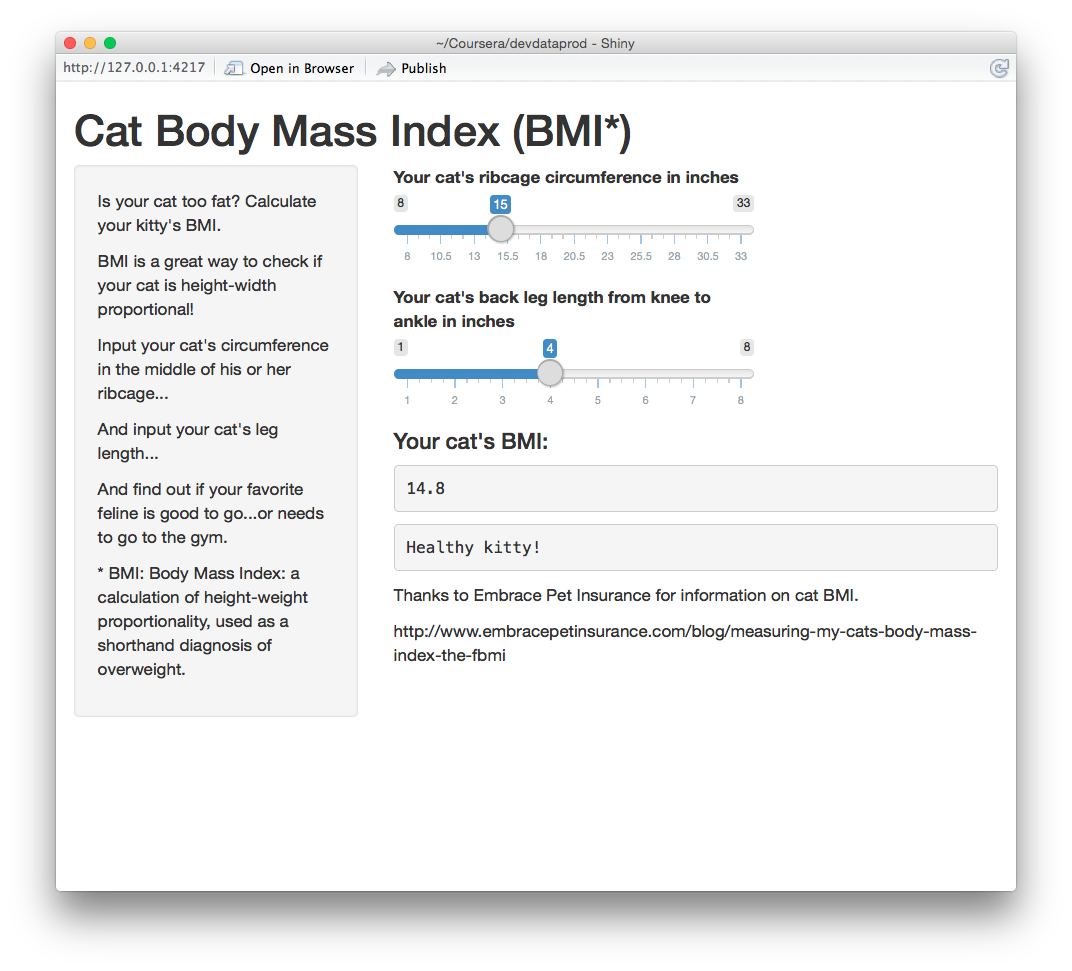 ~/Coursera/devdataprod - Shiny
http://127.0.0.1:4217
Open in Browser
Publish
Cat Body Mass Index (BMI*)
Is your cat too fat? Calculate
your kitty's BMI.
BMI is a great way to check if
your cat is height-width
proportional!
Input your cat's circumference
in the middle of his or her
ribcage...
And input your cat's leg
length...
And find out if your favorite
feline is good to go...or needs
to go to the gym.
* BMI: Body Mass Index: a
calculation of height-weight
proportionality, used as a
shorthand diagnosis of
overweight.
Your cat's ribcage circumference in inches
8 15 33
8 10.5 13 15.5 18 20.5 23 25.5 28 30.5 33
Your cat's back leg length from knee to
ankle in inches
1 4 8
1 2 3 4 5 6 7 8
Your cat's BMI:
14.8
Healthy kitty!
Thanks to Embrace Pet Insurance for information on cat BMI.
http://www.embracepetinsurance.com/blog/measuring-my-cats-body-mass-
index-the-fbmi